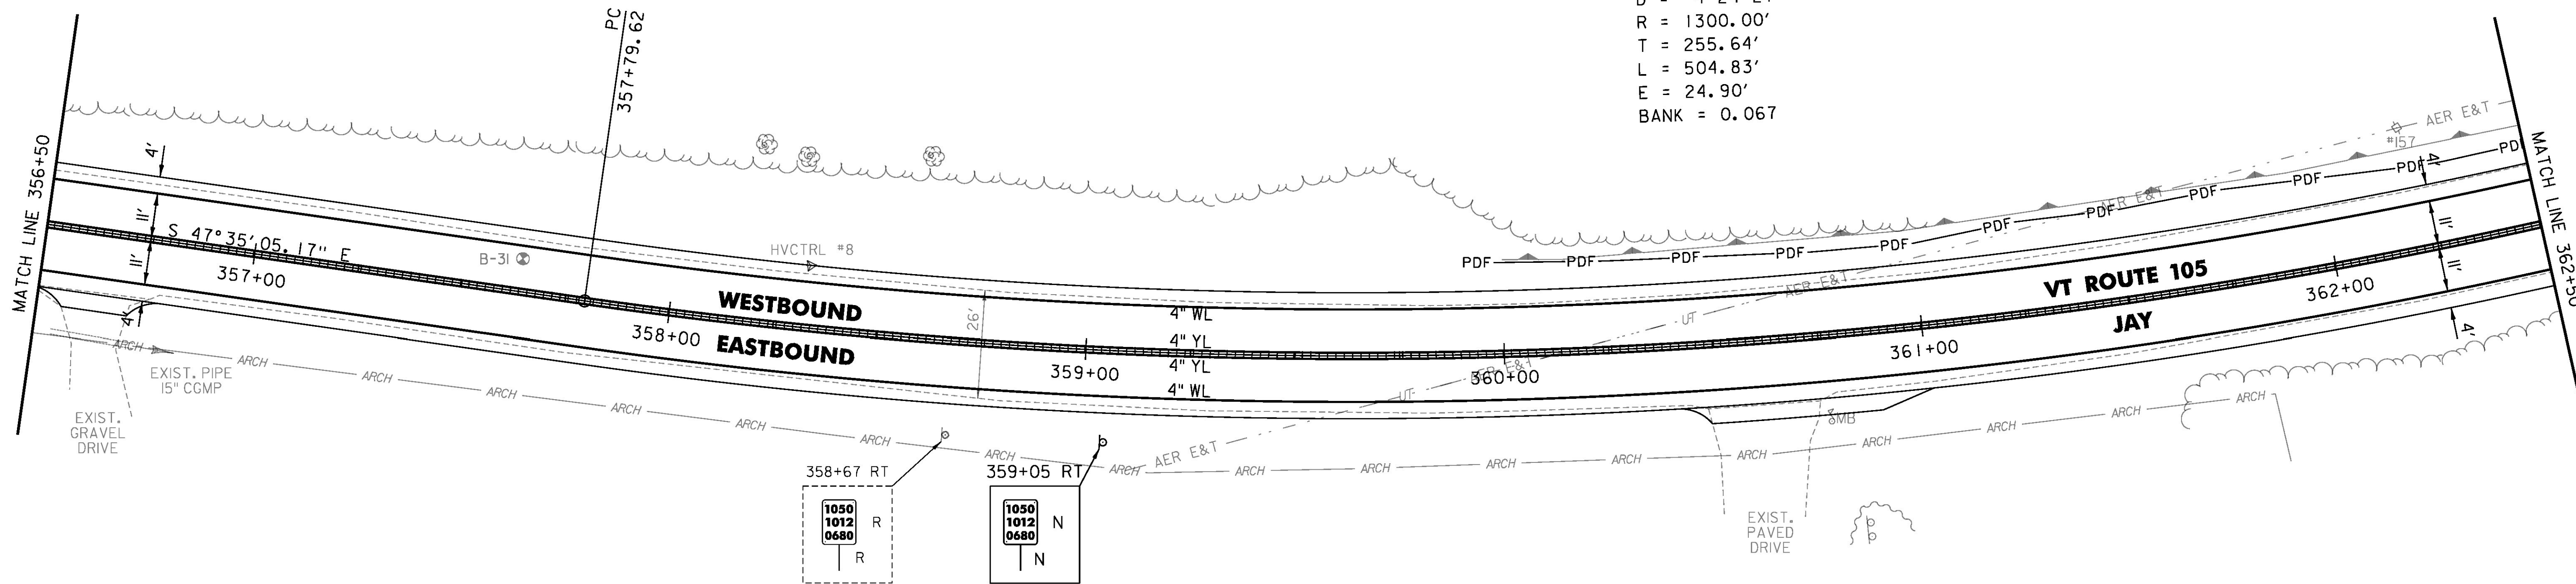 R = 1300.00'
T = 255.64'
L = 504.83'
E = 24.90'
BANK = 0.067
PC
357+79.62
MATCH LINE 356+50
MATCH LINE 362+50
AER E&T
#157
4'
4'
PDF PDF PDF PDF PDF PDF PDF PDF PDF PDF
AER E&T
AER E&T
11'
11'
S 47°35'05.17" E
B-31
HVCTRL #8
357+00
358+00
WESTBOUND
EASTBOUND
26'
4" WL
4" YL
4" YL
4" WL
359+00
360+00
AER E&T
UT
UT
361+00
VT ROUTE 105
JAY
362+00
11'
11'
4'
4'
ARCH ARCH ARCH ARCH ARCH ARCH ARCH ARCH ARCH ARCH ARCH ARCH ARCH ARCH ARCH ARCH ARCH
EXIST. PIPE
15" CGMP
EXIST.
GRAVEL
DRIVE
AER E&T
MB
358+67 RT
1050
1012
0680
R
R
359+05 RT
1050
1012
0680
N
N
EXIST.
PAVED
DRIVE